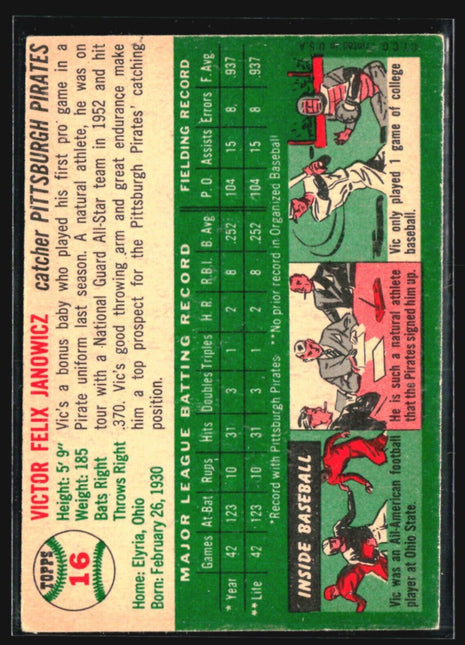 TOPPS
16
VICTOR FELIX JANOWICZ catcher PITTSBURGH PIRATES
Height: 5' 9"
Weight: 185
Bats Right
Throws Right
Home: Elyria, Ohio
Born: February 26, 1930
Vic's a bonus baby who played his first pro game in a
Pirate uniform last season. A natural athlete, he was on
tour with a National Guard All-Star team in 1952 and hit
.370. Vic's good throwing arm and great endurance make
him a top prospect for the Pittsburgh Pirates' catching
position.
MAJOR LEAGUE BATTING RECORD FIELDING RECORD
Games At-Bat Runs Hits Doubles Triples H.R. R.B.I. B. Avg. P.O. Assists Errors F. Avg.
* Year 42 123 10 31 3 1 2 8 .252 104 15 8 .937
**Life 42 123 10 31 3 1 2 8 .252 104 15 8 .937
*Record with Pittsburgh Pirates **No prior record in Organized Baseball
INSIDE BASEBALL
Vic was an All-American football
player at Ohio State.
He is such a natural athlete
that the Pirates signed him up.
Vic only played 1 game of college
baseball.
T.C.G. Printed in U.S.A.